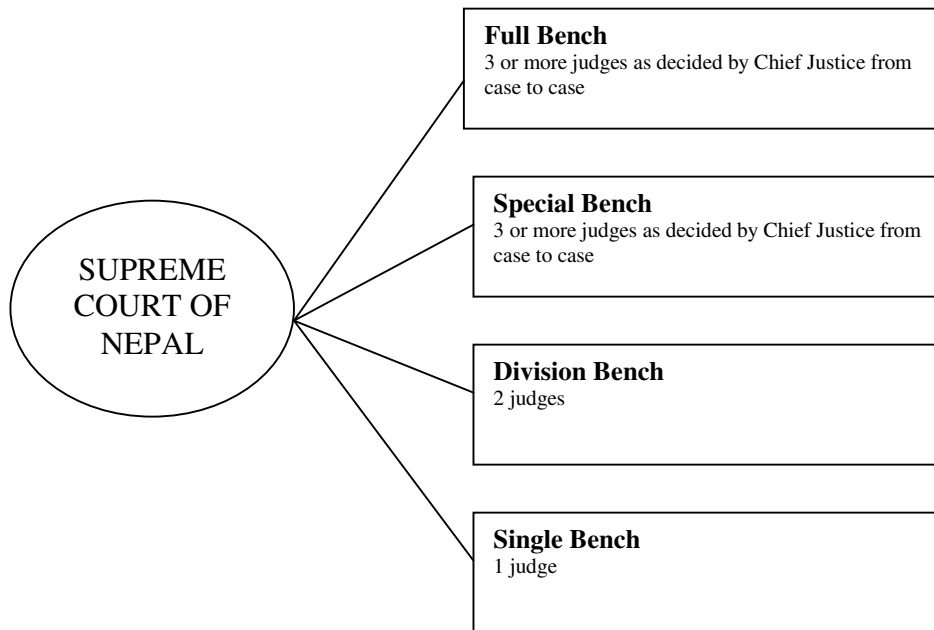 SUPREME
COURT OF
NEPAL
Full Bench
3 or more judges as decided by Chief Justice from
case to case
Special Bench
3 or more judges as decided by Chief Justice from
case to case
Division Bench
2 judges
Single Bench
1 judge